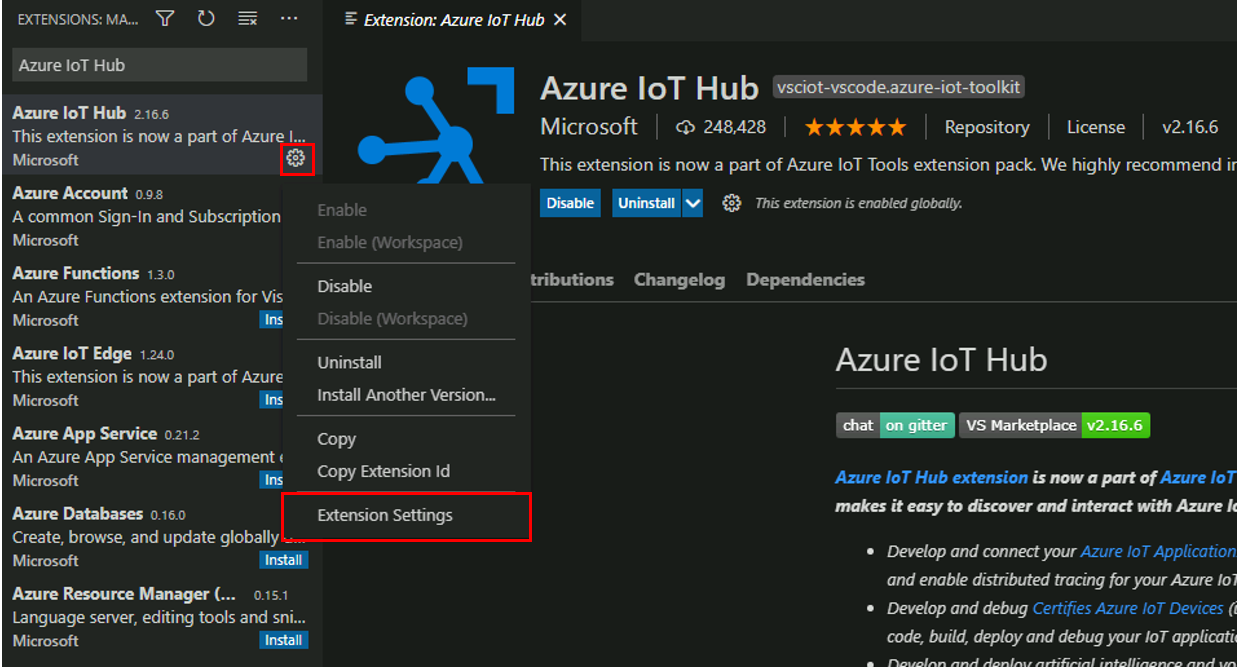 EXTENSIONS: MA...
Azure IoT Hub
Azure IoT Hub 2.16.6
This extension is now a part of Azure I...
Microsoft
Azure Account 0.9.8
A common Sign-In and Subscription
Microsoft
Azure Functions 1.3.0
An Azure Functions extension for Vis
Microsoft
Ins
Azure IoT Edge 1.24.0
This extension is now a part of Azure
Microsoft
Ins
Azure App Service 0.21.2
An Azure App Service management
Microsoft
Ins
Azure Databases 0.16.0
Create, browse, and update globally
Microsoft
Install
Azure Resource Manager (... 0.15.1
Language server, editing tools and sni...
Microsoft
Install
Enable
Enable (Workspace)
Disable
Disable (Workspace)
Uninstall
Install Another Version...
Copy
Copy Extension Id
Extension Settings
Extension: Azure IoT Hub
Azure IoT Hub vsciot-vscode.azure-iot-toolkit
Microsoft 248,428 Repository License v2.16.6
This extension is now a part of Azure IoT Tools extension pack. We highly recommend in
Disable Uninstall This extension is enabled globally.
tributions Changelog Dependencies
Azure IoT Hub
chat on gitter VS Marketplace v2.16.6
Azure IoT Hub extension is now a part of Azure IoT
makes it easy to discover and interact with Azure Io
• Develop and connect your Azure IoT Application
and enable distributed tracing for your Azure IoT
• Develop and debug Certifies Azure IoT Devices (i
code, build, deploy and debug your IoT applicati
• Develop and deploy artificial intelligence and yo